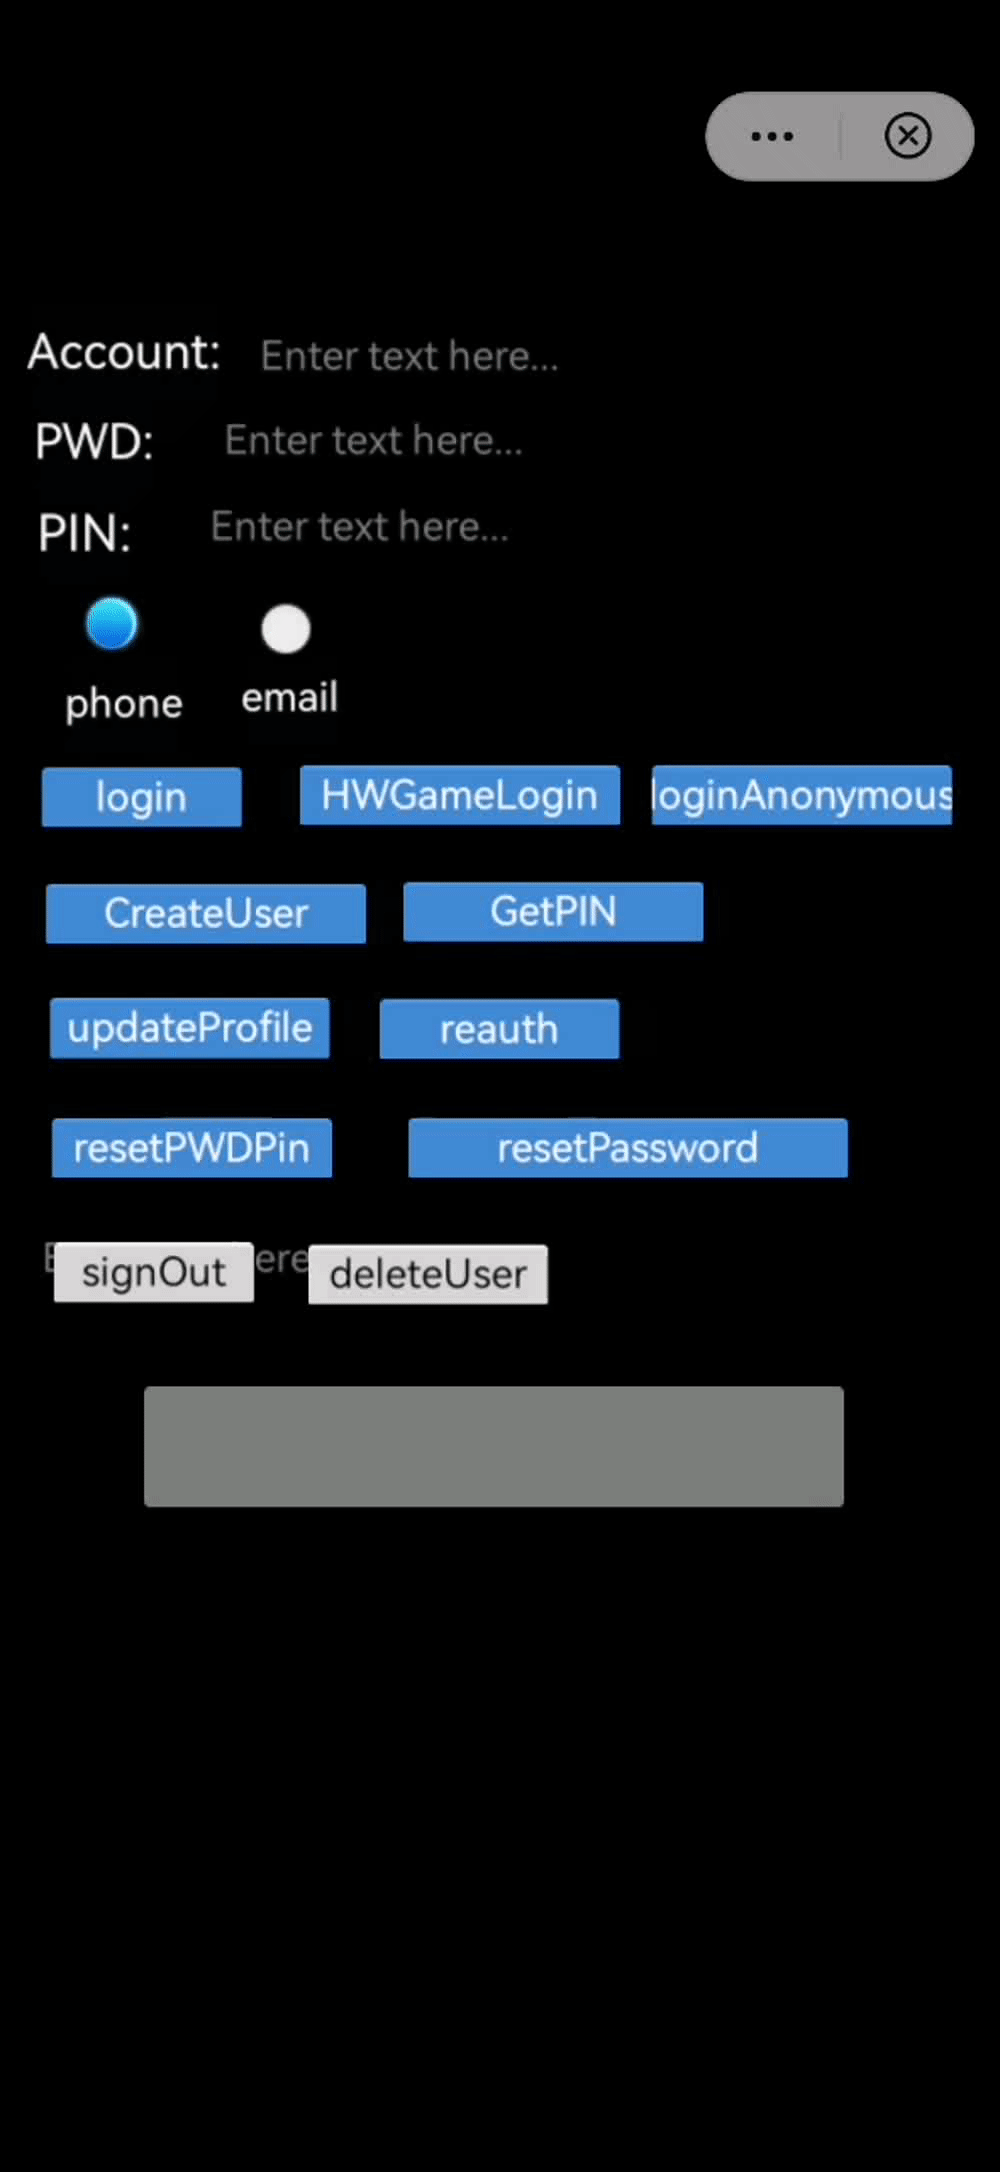 Account: Enter text here...
PWD: Enter text here...
PIN: Enter text here...
phone email
login HWGameLogin loginAnonymous
CreateUser GetPIN
updateProfile reauth
resetPWDPin resetPassword
signOut deleteUser